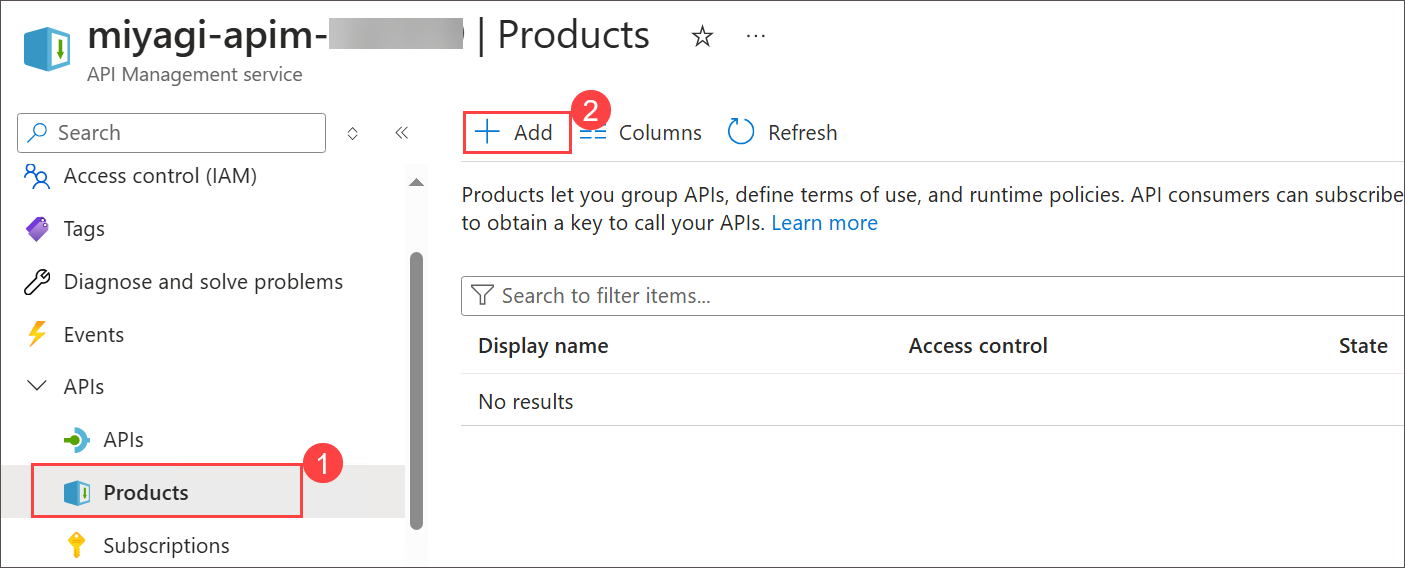 miyagi-apim- | Products
API Management service
Search
Access control (IAM)
Tags
Diagnose and solve problems
Events
APIs
APIs
Products
1
Subscriptions
Add
2
Columns
Refresh
Products let you group APIs, define terms of use, and runtime policies. API consumers can subscribe
to obtain a key to call your APIs. Learn more
Search to filter items...
Display name Access control State
No results